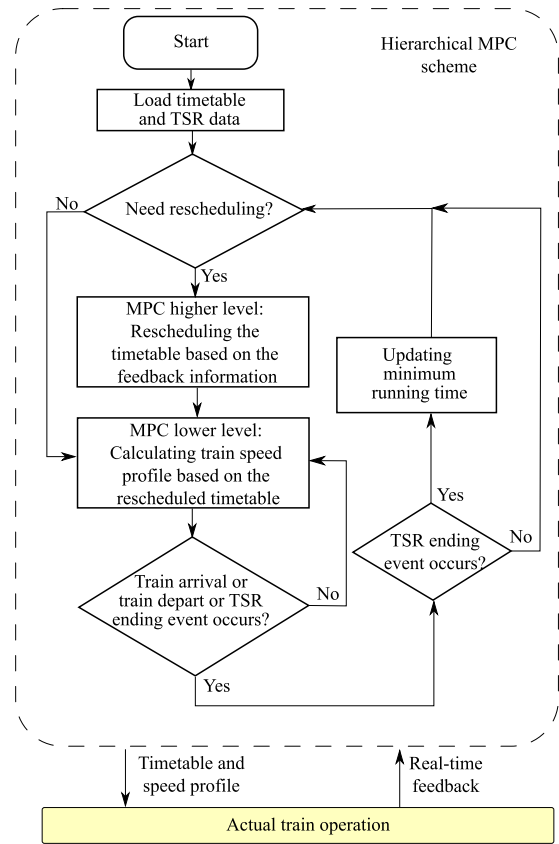 Start
Hierarchical MPC
scheme
Load timetable
and TSR data
No
Need rescheduling?
Yes
MPC higher level:
Rescheduling the
timetable based on the
feedback information
Updating
minimum
running time
MPC lower level:
Calculating train speed
profile based on the
rescheduled timetable
Yes
TSR ending
event occurs?
No
Train arrival or
train depart or TSR
ending event occurs?
No
Yes
Timetable and
speed profile
Real-time
feedback
Actual train operation